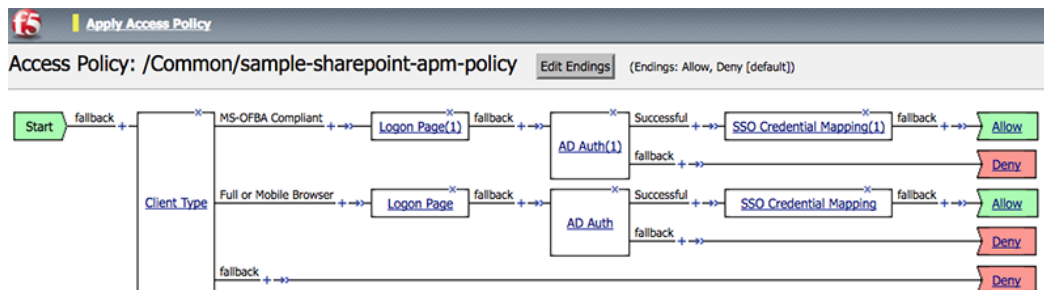 f5 Apply Access Policy
Access Policy: /Common/sample-sharepoint-apm-policy Edit Endings (Endings: Allow, Deny [default])
Start fallback + Client Type × MS-OFBA Compliant + Logon Page(1) × fallback + AD Auth(1) × Successful + SSO Credential Mapping(1) × fallback + Allow
fallback + Deny
Full or Mobile Browser + Logon Page × fallback + AD Auth × Successful + SSO Credential Mapping × fallback + Allow
fallback + Deny
fallback + Deny